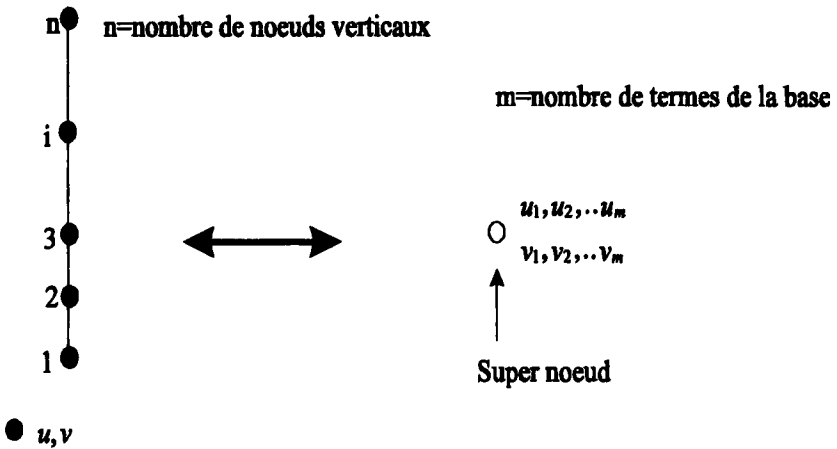 n n=nombre de noeuds verticaux
m=nombre de termes de la base
i
u₁,u₂,..uₘ
3
v₁,v₂,..vₘ
2
1
Super noeud
u,v